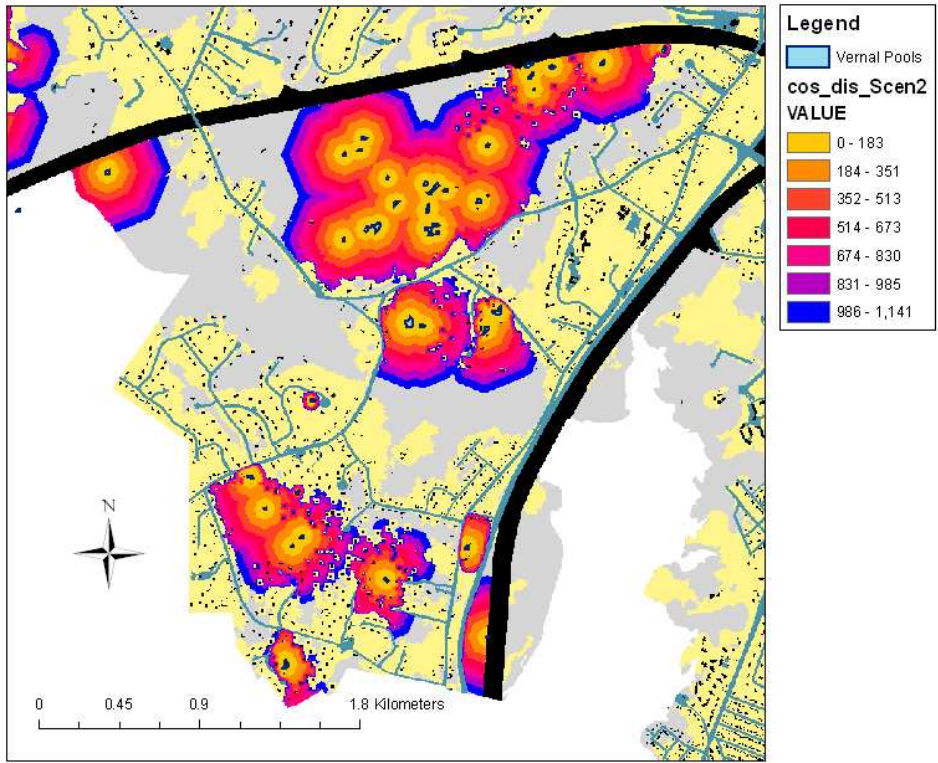 Legend
Vernal Pools
cos_dis_Scen2
VALUE
0 - 183
184 - 351
352 - 513
514 - 673
674 - 830
831 - 985
986 - 1,141
N
0 0.45 0.9 1.8 Kilometers